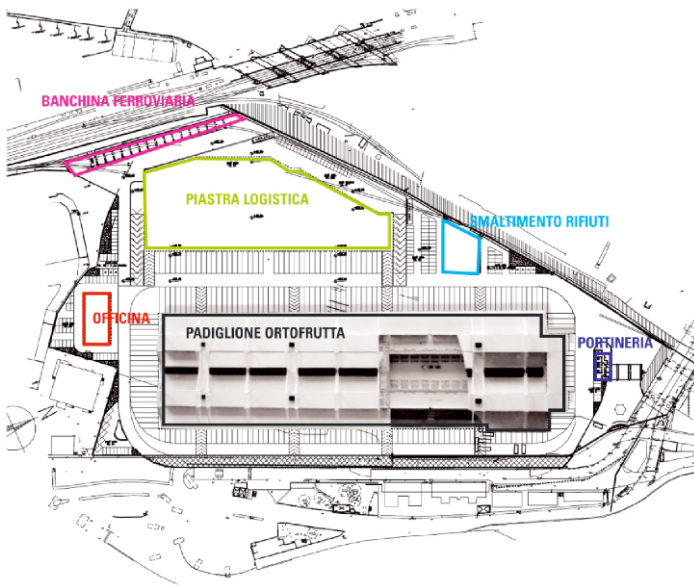 BANCHINA FERROVIARIA
PIASTRA LOGISTICA
SMALTIMENTO RIFIUTI
OFFICINA
PADIGLIONE ORTOFRUTTA
PORTINERIA